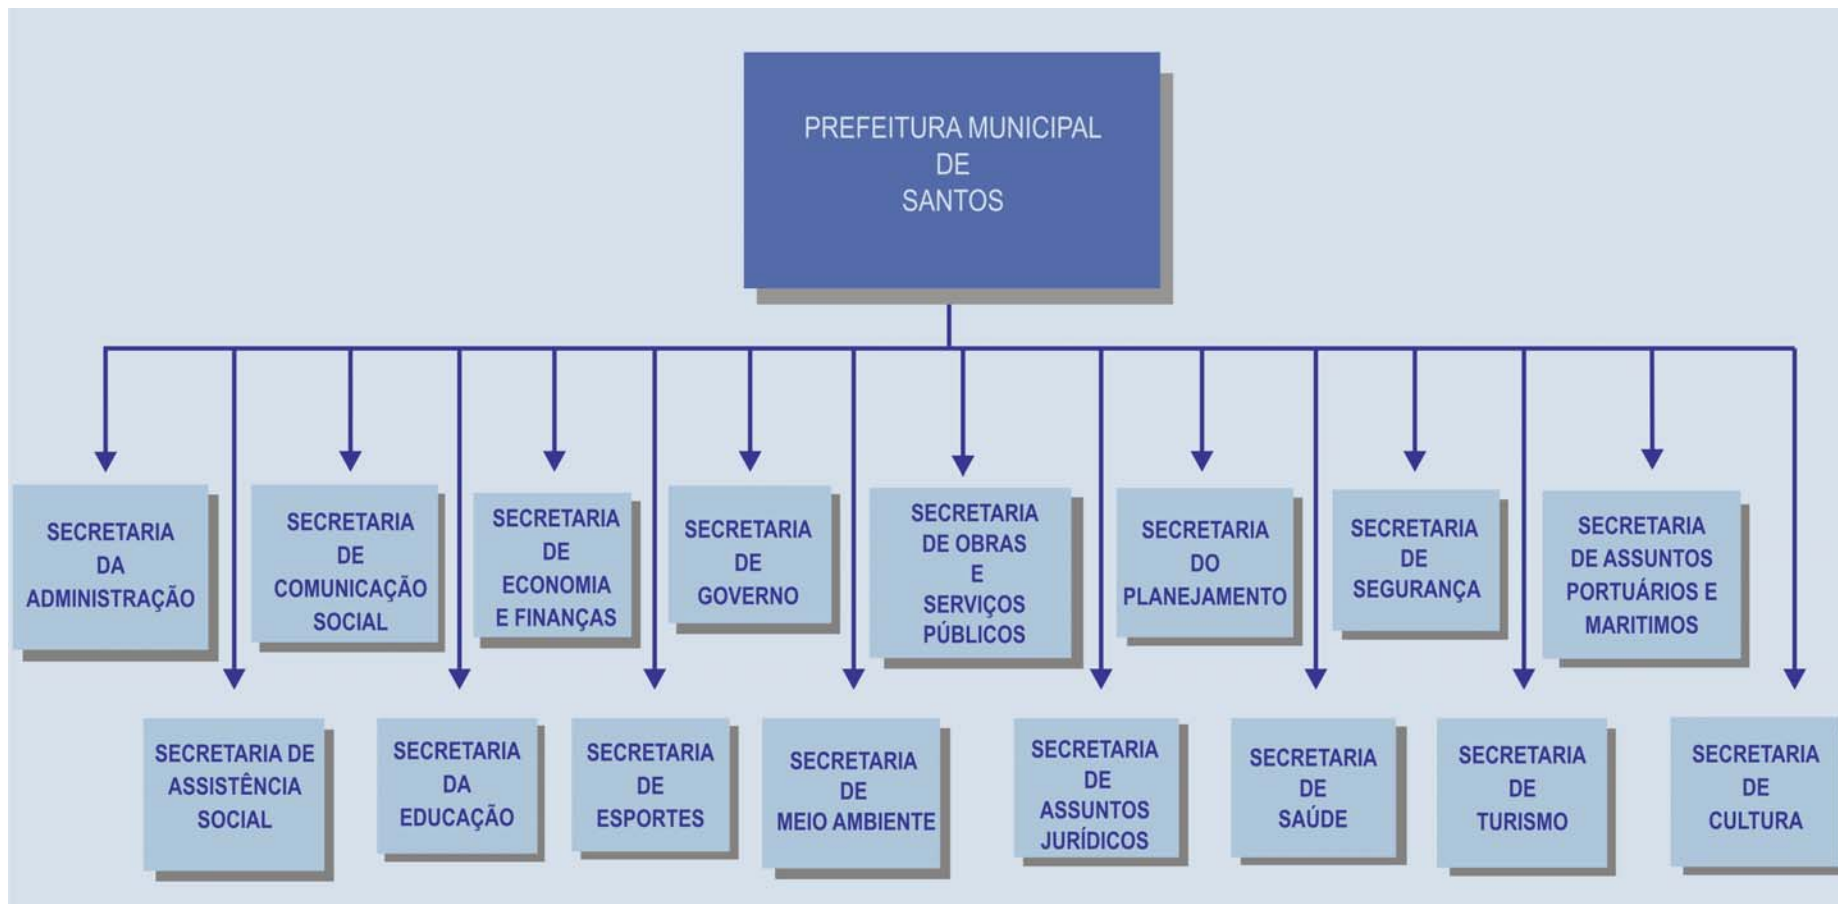 PREFEITURA MUNICIPAL
DE
SANTOS
SECRETARIA
DA
ADMINISTRAÇÃO
SECRETARIA
DE
COMUNICAÇÃO
SOCIAL
SECRETARIA
DE
ECONOMIA
E FINANÇAS
SECRETARIA
DE
GOVERNO
SECRETARIA
DE OBRAS
E
SERVIÇOS
PÚBLICOS
SECRETARIA
DO
PLANEJAMENTO
SECRETARIA
DE
SEGURANÇA
SECRETARIA
DE ASSUNTOS
PORTUÁRIOS E
MARITIMOS
SECRETARIA DE
ASSISTÊNCIA
SOCIAL
SECRETARIA
DA
EDUCAÇÃO
SECRETARIA
DE
ESPORTES
SECRETARIA
DE
MEIO AMBIENTE
SECRETARIA
DE
ASSUNTOS
JURÍDICOS
SECRETARIA
DE
SAÚDE
SECRETARIA
DE
TURISMO
SECRETARIA
DE
CULTURA